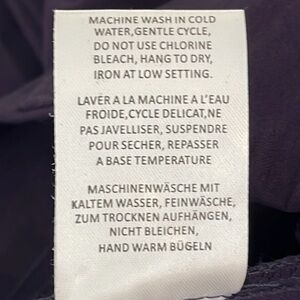 MACHINE WASH IN COLD
WATER,GENTLE CYCLE,
DO NOT USE CHLORINE
BLEACH, HANG TO DRY,
IRON AT LOW SETTING.
LAVËR A LA MACHINE A L'EAU
FROIDE,CYCLE DELICAT,NE
PAS JAVELLISER, SUSPENDRE
POUR SECHER, REPASSER
A BASE TEMPERATURE
MASCHINENWÄSCHE MIT
KALTEM WASSER, FEINWÄSCHE,
ZUM TROCKNEN AUFHÄNGEN,
NICHT BLEICHEN,
HAND WARM BÜGELN